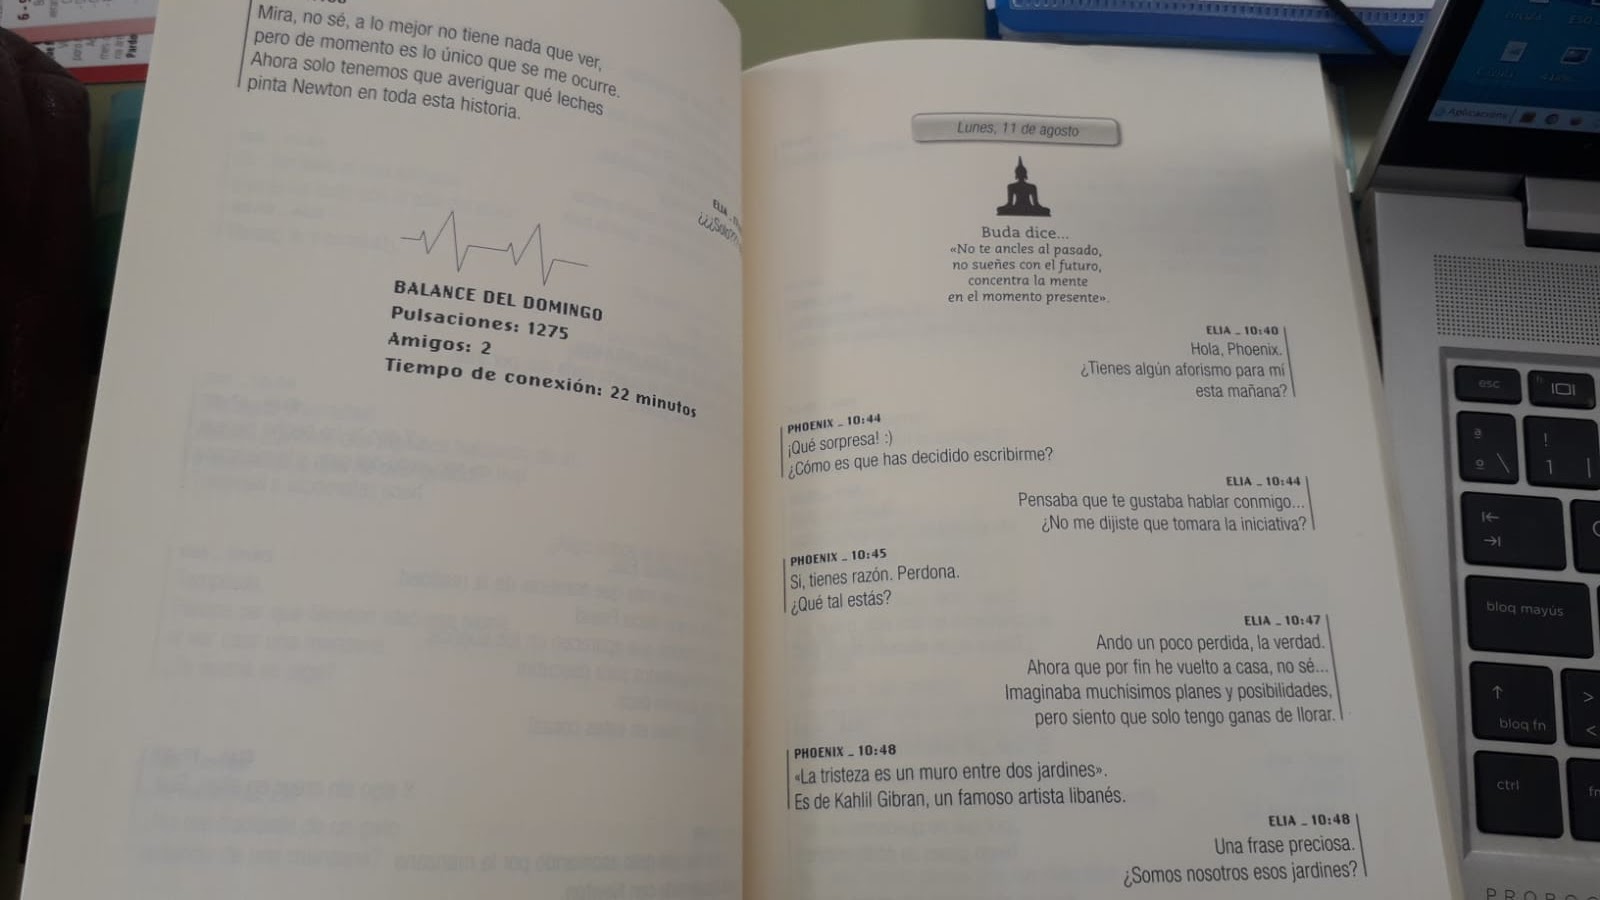 Mira, no sé, a lo mejor no tiene nada que ver,
pero de momento es lo único que se me ocurre.
Ahora solo tenemos que averiguar qué leches
pinta Newton en toda esta historia.
ELIA
¿¿¿Solo???
BALANCE DEL DOMINGO
Pulsaciones: 1275
Amigos: 2
Tiempo de conexión: 22 minutos
Lunes, 11 de agosto
Buda dice...
«No te ancles al pasado,
no sueñes con el futuro,
concentra la mente
en el momento presente».
ELIA _ 10:40
Hola, Phoenix.
¿Tienes algún aforismo para mí
esta mañana?
PHOENIX _ 10:44
¡Qué sorpresa! :)
¿Cómo es que has decidido escribirme?
ELIA _ 10:44
Pensaba que te gustaba hablar conmigo...
¿No me dijiste que tomara la iniciativa?
PHOENIX _ 10:45
Sí, tienes razón. Perdona.
¿Qué tal estás?
ELIA _ 10:47
Ando un poco perdida, la verdad.
Ahora que por fin he vuelto a casa, no sé...
Imaginaba muchísimos planes y posibilidades,
pero siento que solo tengo ganas de llorar.
PHOENIX _ 10:48
«La tristeza es un muro entre dos jardines».
Es de Kahlil Gibran, un famoso artista libanés.
ELIA _ 10:48
Una frase preciosa.
¿Somos nosotros esos jardines?
esc
ª
º \
!
1 |
bloq mayús
bloq fn
>
<
ctrl
fn